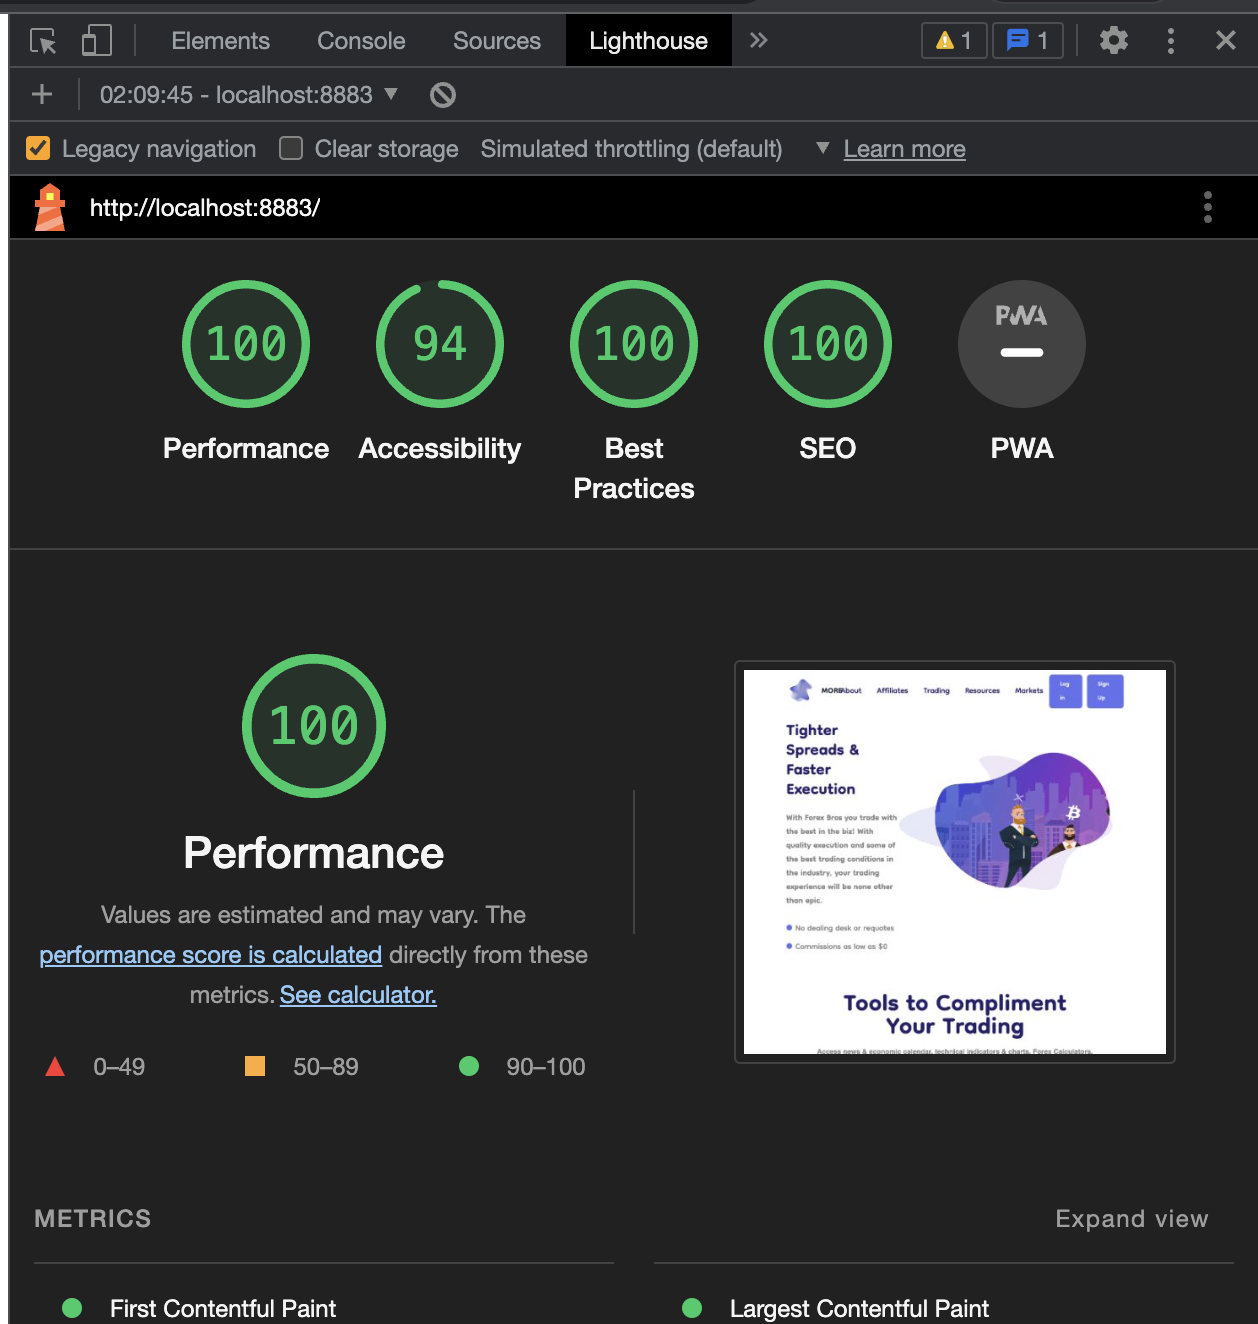 Elements Console Sources Lighthouse 1 1
02:09:45 - localhost:8883
Legacy navigation Clear storage Simulated throttling (default) Learn more
http://localhost:8883/
100 94 100 100 PWA
Performance Accessibility Best Practices SEO PWA
100
Performance
Values are estimated and may vary. The
performance score is calculated directly from these
metrics. See calculator.
0–49 50–89 90–100
MORE About Affiliates Trading Resources Markets Log In Sign Up
Tighter
Spreads &
Faster
Execution
With Forex Bros you trade with
the best in the biz! With
quality execution and some of
the best trading conditions in
the industry, your trading
experience will be none other
than epic.
No dealing desk or requotes
Commissions as low as $0
Tools to Compliment
Your Trading
Access news & economic calendar, technical indicators & charts, Forex Calculators,
METRICS Expand view
First Contentful Paint Largest Contentful Paint